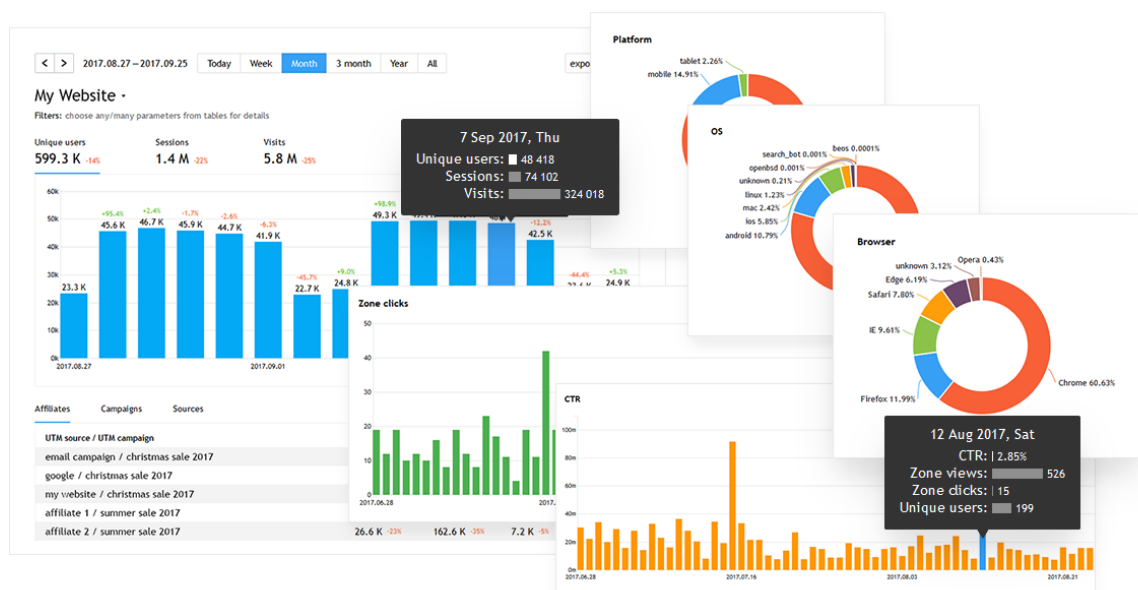 2017.08.27 — 2017.09.25 Today Week Month 3 month Year All
My Website
Filters: choose any/many parameters from tables for details
Unique users Sessions Visits
599.3 K -14% 1.4 M -22% 5.8 M -25%
60k
50k
40k
30k
20k
10k
0k
23.3 K
+95.4%
45.6 K
+2.4%
46.7 K
-1.7%
45.9 K
-2.6%
44.7 K
-6.3%
41.9 K
-45.7%
22.7 K
+9.0%
24.8 K
+98.9%
49.3 K
-12.2%
42.5 K
-44.4%
+5.3%
24.9 K
2017.08.27 2017.09.01
7 Sep 2017, Thu
Unique users: 48 418
Sessions: 74 102
Visits: 324 018
Affiliates Campaigns Sources
UTM source / UTM campaign
email campaign / christmas sale 2017
google / christmas sale 2017
my website / christmas sale 2017
affiliate 1 / summer sale 2017
affiliate 2 / summer sale 2017 26.6 K -23% 162.6 K -35% 7.2 K -5%
Zone clicks
50
40
30
20
10
0
2017.06.28
Platform
tablet 2.26%
mobile 14.91%
OS
beos 0.0001%
search_bot 0.001%
openbsd 0.001%
unknown 0.21%
linux 1.23%
mac 2.42%
ios 5.85%
android 10.79%
Browser
Opera 0.43%
unknown 3.12%
Edge 6.19%
Safari 7.80%
IE 9.61%
Firefox 11.99%
Chrome 60.63%
CTR
100m
80m
60m
40m
20m
0m
2017.06.28 2017.07.16 2017.08.03 2017.08.21
12 Aug 2017, Sat
CTR: 2.85%
Zone views: 526
Zone clicks: 15
Unique users: 199